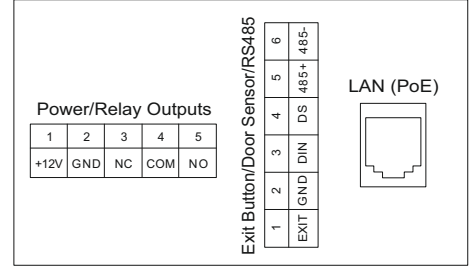 Power/Relay Outputs
1 2 3 4 5
+12V GND NC COM NO
Exit Button/Door Sensor/RS485
1 2 3 4 5 6
EXIT GND DIN DS 485+ 485-
LAN (PoE)